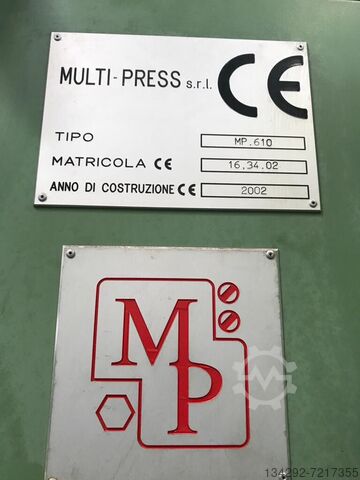 MULTI-PRESS s.r.l. CE
TIPO MP.610
MATRICOLA CE 16.34.02
ANNO DI COSTRUZIONE CE 2002
MP
134292-7217355